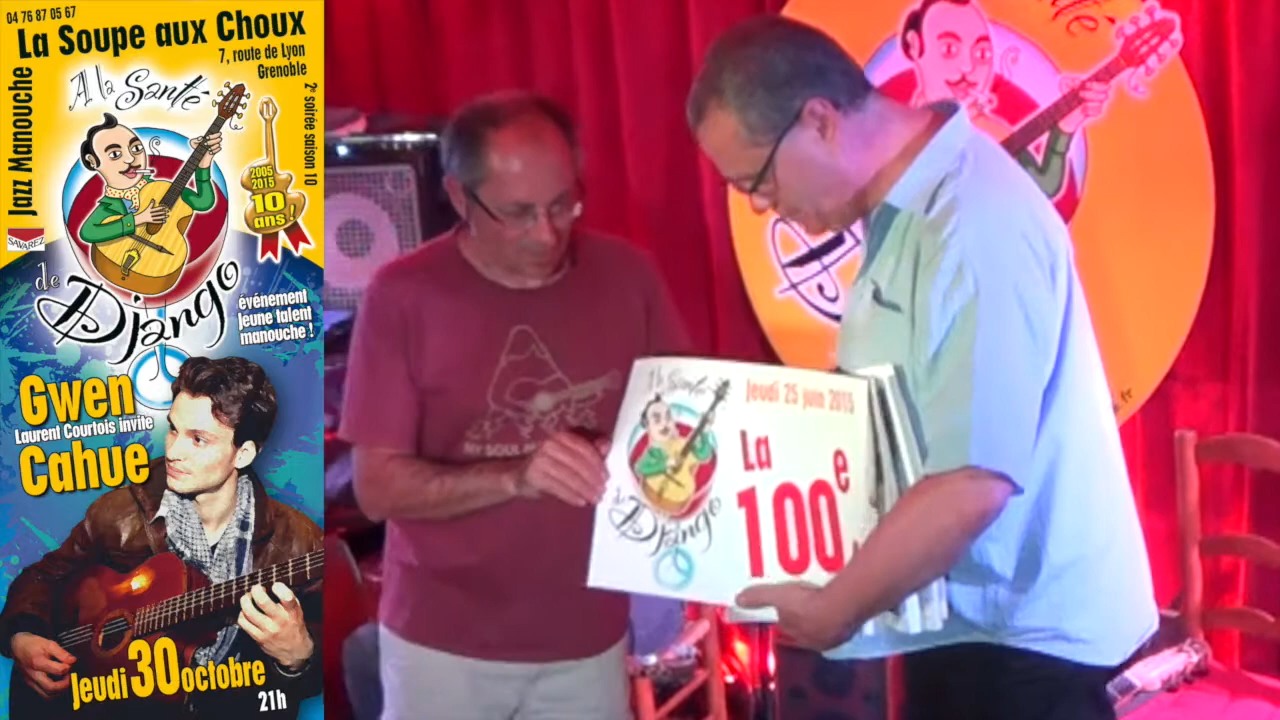 04 76 87 05 67
La Soupe aux Choux
7, route de Lyon
Grenoble
Jazz Manouche
2e soirée saison 10
A la Santé
2005
2015
10
ans !
SAVAREZ
de
Django
événement
jeune talent
manouche !
Gwen
Laurent Courtois invite
Cahue
Jeudi 30 octobre
21h
A la Santé
de
Django
Jeudi 25 juin 2015
La
100e